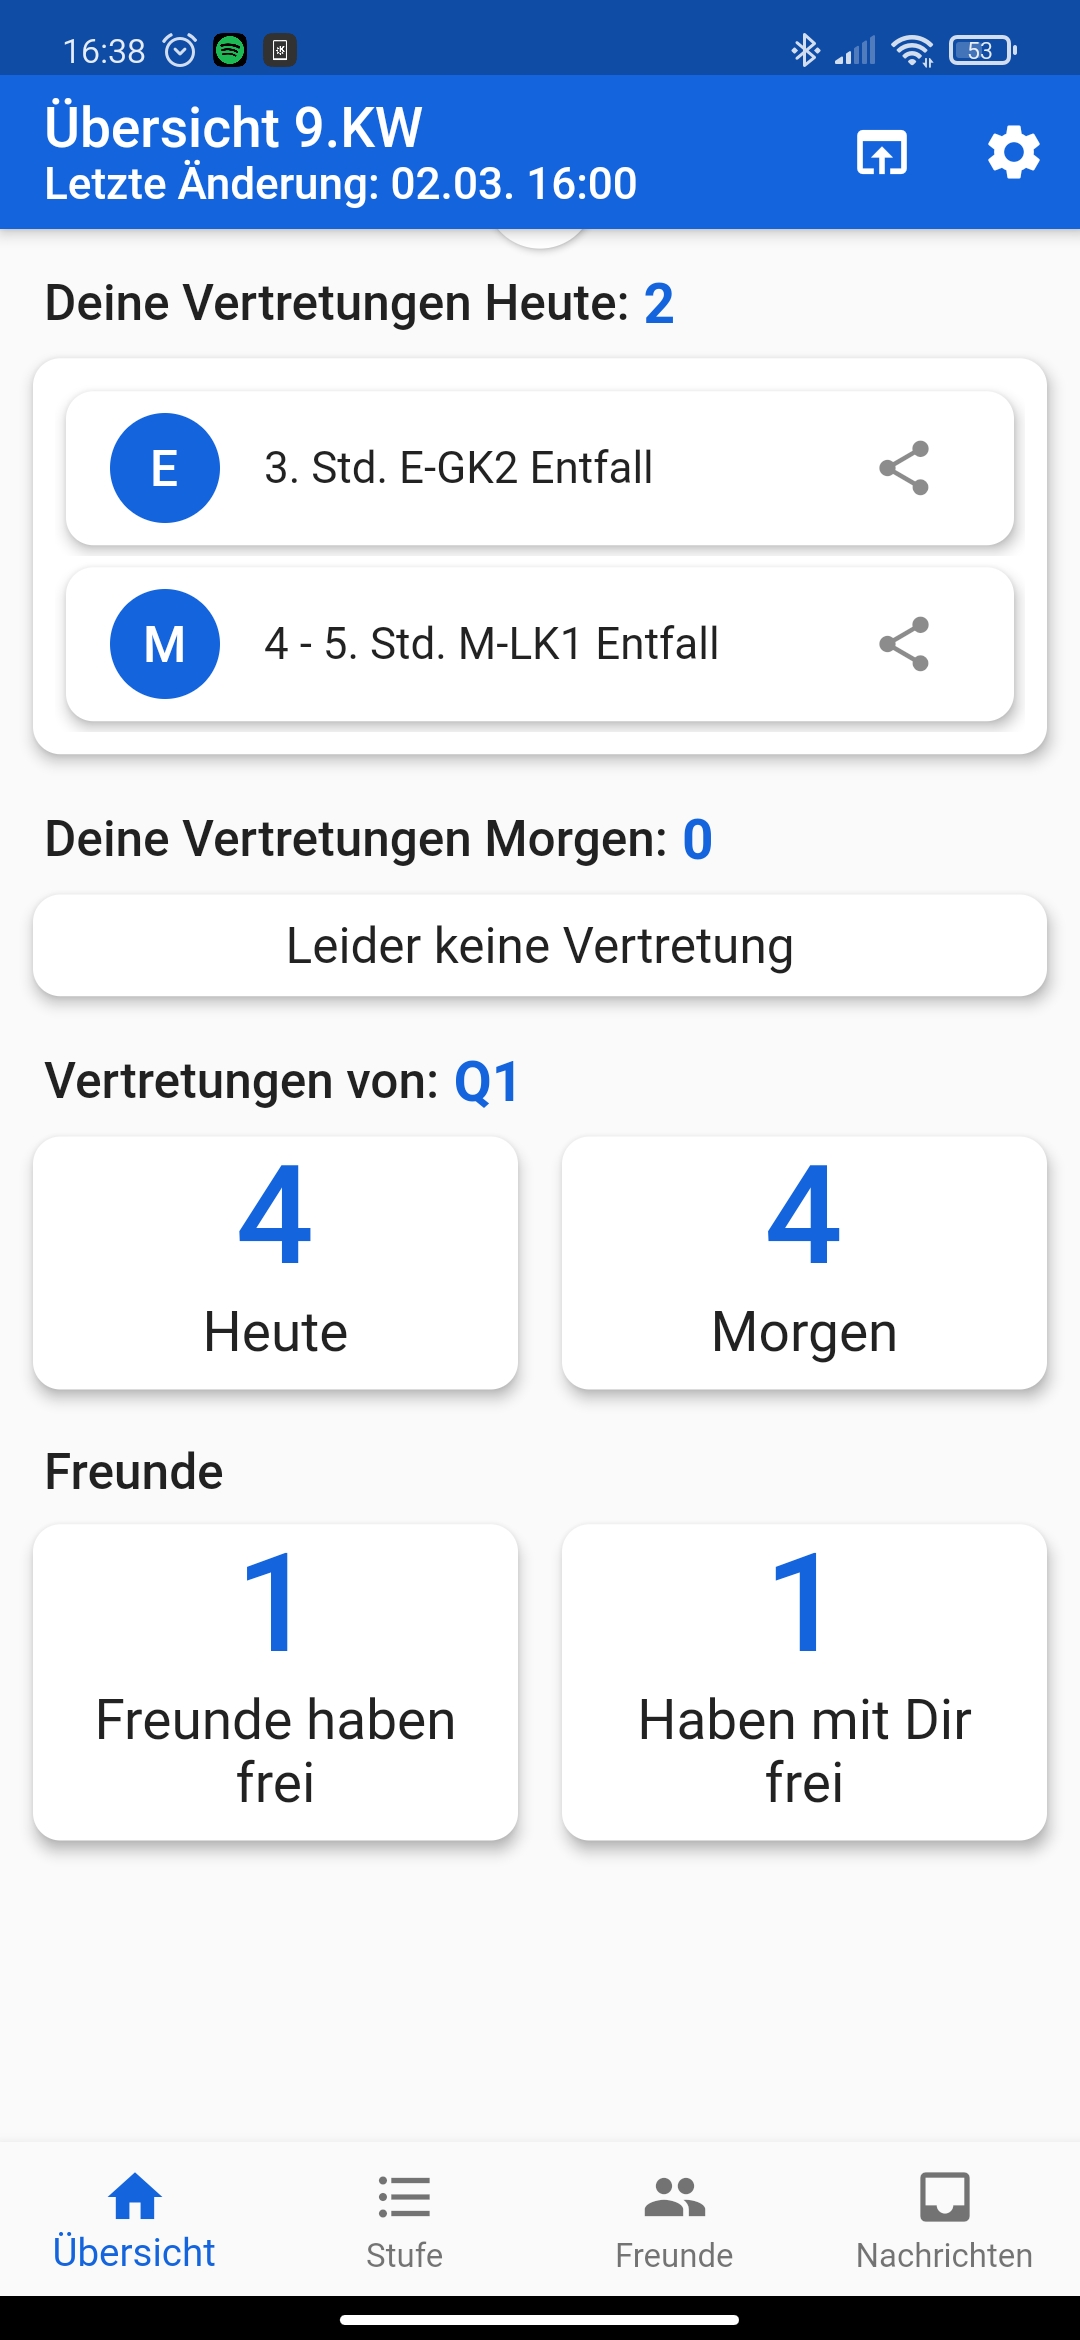 16:38
53
Übersicht 9.KW
Letzte Änderung: 02.03. 16:00
Deine Vertretungen Heute: 2
E
3. Std. E-GK2 Entfall
M
4 - 5. Std. M-LK1 Entfall
Deine Vertretungen Morgen: 0
Leider keine Vertretung
Vertretungen von: Q1
4
Heute
4
Morgen
Freunde
1
Freunde haben
frei
1
Haben mit Dir
frei
Übersicht
Stufe
Freunde
Nachrichten